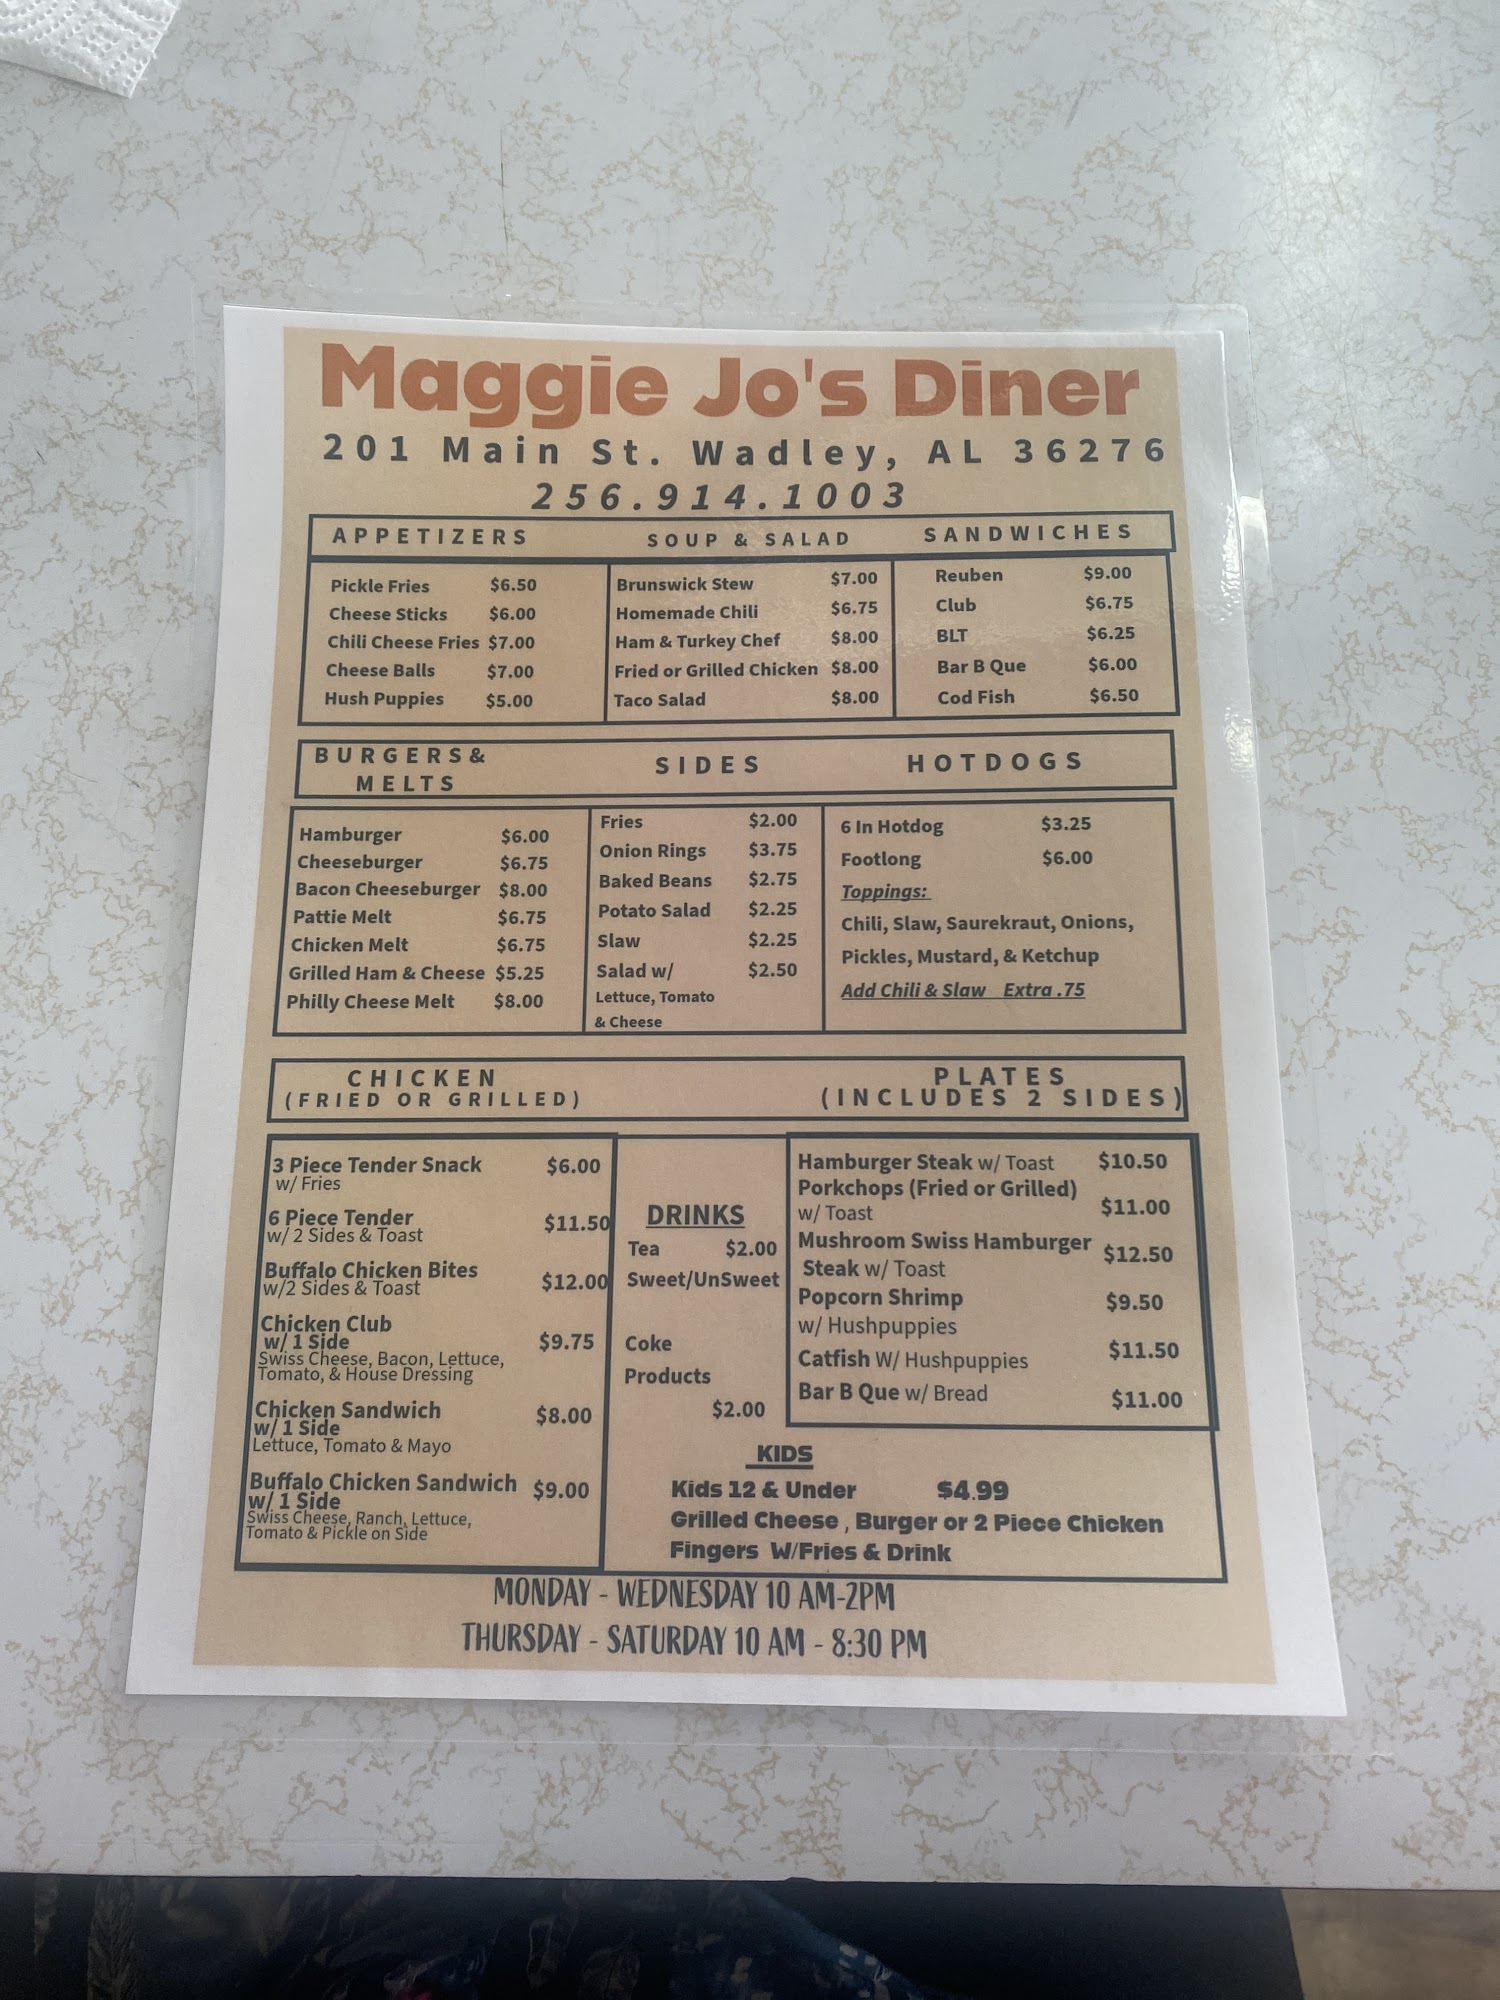 Maggie Jo's Diner
201 Main St. Wadley, AL 36276
256.914.1003
APPETIZERS
Pickle Fries $6.50
Cheese Sticks $6.00
Chili Cheese Fries $7.00
Cheese Balls $7.00
Hush Puppies $5.00
SOUP & SALAD
Brunswick Stew $7.00
Homemade Chili $6.75
Ham & Turkey Chef $8.00
Fried or Grilled Chicken $8.00
Taco Salad $8.00
SANDWICHES
Reuben $9.00
Club $6.75
BLT $6.25
Bar B Que $6.00
Cod Fish $6.50
BURGERS&
MELTS
Hamburger $6.00
Cheeseburger $6.75
Bacon Cheeseburger $8.00
Pattie Melt $6.75
Chicken Melt $6.75
Grilled Ham & Cheese $5.25
Philly Cheese Melt $8.00
SIDES
Fries $2.00
Onion Rings $3.75
Baked Beans $2.75
Potato Salad $2.25
Slaw $2.25
Salad w/ $2.50
Lettuce, Tomato
& Cheese
HOTDOGS
6 In Hotdog $3.25
Footlong $6.00
Toppings:
Chili, Slaw, Saurekraut, Onions,
Pickles, Mustard, & Ketchup
Add Chili & Slaw Extra .75
CHICKEN
(FRIED OR GRILLED)
3 Piece Tender Snack $6.00
w/ Fries
6 Piece Tender $11.50
w/ 2 Sides & Toast
Buffalo Chicken Bites $12.00
w/2 Sides & Toast
Chicken Club
w/ 1 Side $9.75
Swiss Cheese, Bacon, Lettuce,
Tomato, & House Dressing
Chicken Sandwich $8.00
w/ 1 Side
Lettuce, Tomato & Mayo
Buffalo Chicken Sandwich $9.00
w/ 1 Side
Swiss Cheese, Ranch, Lettuce,
Tomato & Pickle on Side
DRINKS
Tea $2.00
Sweet/UnSweet
Coke
Products
$2.00
PLATES
(INCLUDES 2 SIDES)
Hamburger Steak w/ Toast $10.50
Porkchops (Fried or Grilled)
w/ Toast $11.00
Mushroom Swiss Hamburger $12.50
Steak w/ Toast
Popcorn Shrimp $9.50
w/ Hushpuppies
Catfish W/ Hushpuppies $11.50
Bar B Que w/ Bread $11.00
KIDS
Kids 12 & Under $4.99
Grilled Cheese , Burger or 2 Piece Chicken
Fingers W/Fries & Drink
MONDAY - WEDNESDAY 10 AM-2PM
THURSDAY - SATURDAY 10 AM - 8:30 PM